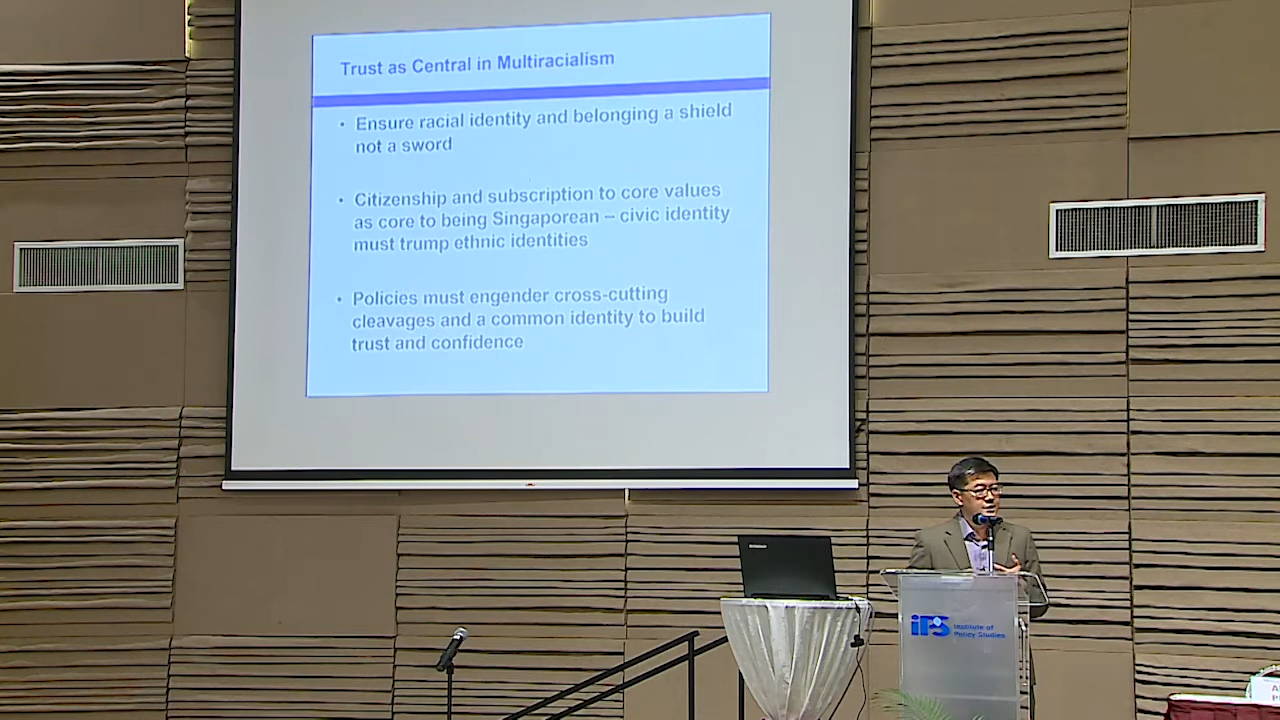 Trust as Central in Multiracialism
• Ensure racial identity and belonging a shield
not a sword
• Citizenship and subscription to core values
as core to being Singaporean – civic identity
must trump ethnic identities
• Policies must engender cross-cutting
cleavages and a common identity to build
trust and confidence
lenovo
iPS Institute of
Policy Studies